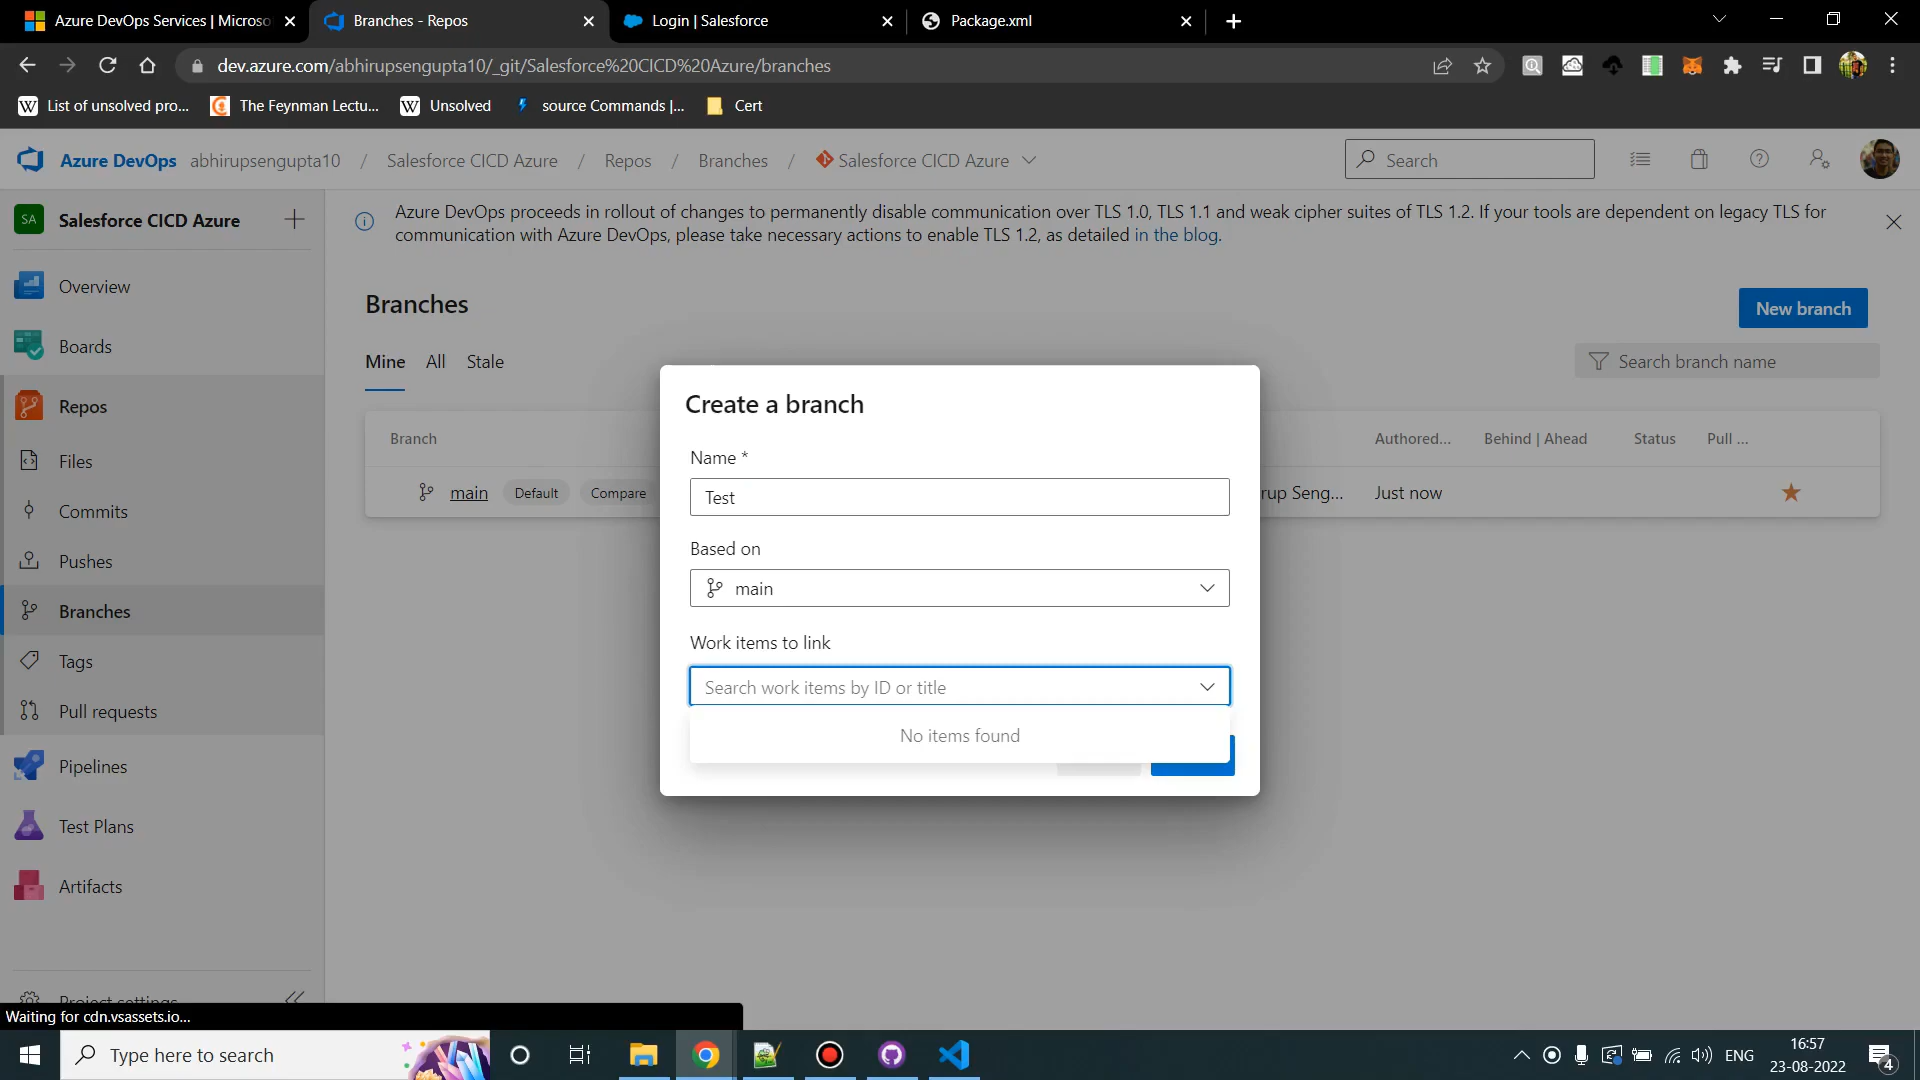 Azure DevOps Services | Microso
Branches - Repos
Login | Salesforce
Package.xml
dev.azure.com/abhirupsengupta10/_git/Salesforce%20CICD%20Azure/branches
List of unsolved pro...
The Feynman Lectu...
Unsolved
source Commands |...
Cert
Azure DevOps
abhirupsengupta10
/
Salesforce CICD Azure
/
Repos
/
Branches
/
Salesforce CICD Azure
Search
SA
Salesforce CICD Azure
Azure DevOps proceeds in rollout of changes to permanently disable communication over TLS 1.0, TLS 1.1 and weak cipher suites of TLS 1.2. If your tools are dependent on legacy TLS for
communication with Azure DevOps, please take necessary actions to enable TLS 1.2, as detailed in the blog.
Overview
Boards
Repos
Files
Commits
Pushes
Branches
Tags
Pull requests
Pipelines
Test Plans
Artifacts
Project settings
Branches
New branch
Mine
All
Stale
Search branch name
Branch
Authored...
Behind | Ahead
Status
Pull ...
main
Default
Compare
rup Seng...
Just now
Create a branch
Name *
Test
Based on
main
Work items to link
Search work items by ID or title
No items found
Waiting for cdn.vsassets.io...
Type here to search
ENG
16:57
23-08-2022
4